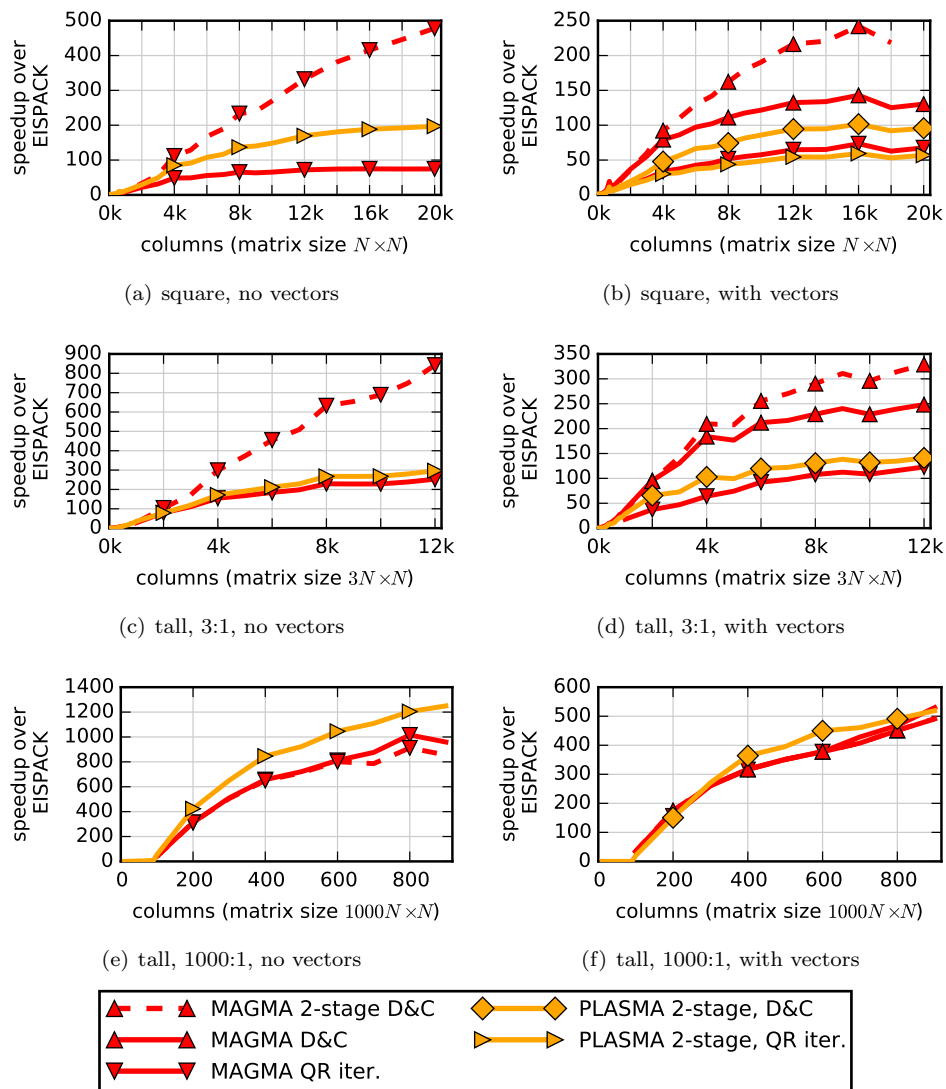 speedup over
EISPACK
500
400
300
200
100
0
0k 4k 8k 12k 16k 20k
columns (matrix size N×N)
(a) square, no vectors
speedup over
EISPACK
250
200
150
100
50
0
0k 4k 8k 12k 16k 20k
columns (matrix size N×N)
(b) square, with vectors
speedup over
EISPACK
900
800
700
600
500
400
300
200
100
0
0k 4k 8k 12k
columns (matrix size 3N×N)
(c) tall, 3:1, no vectors
speedup over
EISPACK
350
300
250
200
150
100
50
0
0k 4k 8k 12k
columns (matrix size 3N×N)
(d) tall, 3:1, with vectors
speedup over
EISPACK
1400
1200
1000
800
600
400
200
0
0 200 400 600 800
columns (matrix size 1000N×N)
(e) tall, 1000:1, no vectors
speedup over
EISPACK
600
500
400
300
200
100
0
0 200 400 600 800
columns (matrix size 1000N×N)
(f) tall, 1000:1, with vectors
MAGMA 2-stage D&C
MAGMA D&C
MAGMA QR iter.
PLASMA 2-stage, D&C
PLASMA 2-stage, QR iter.